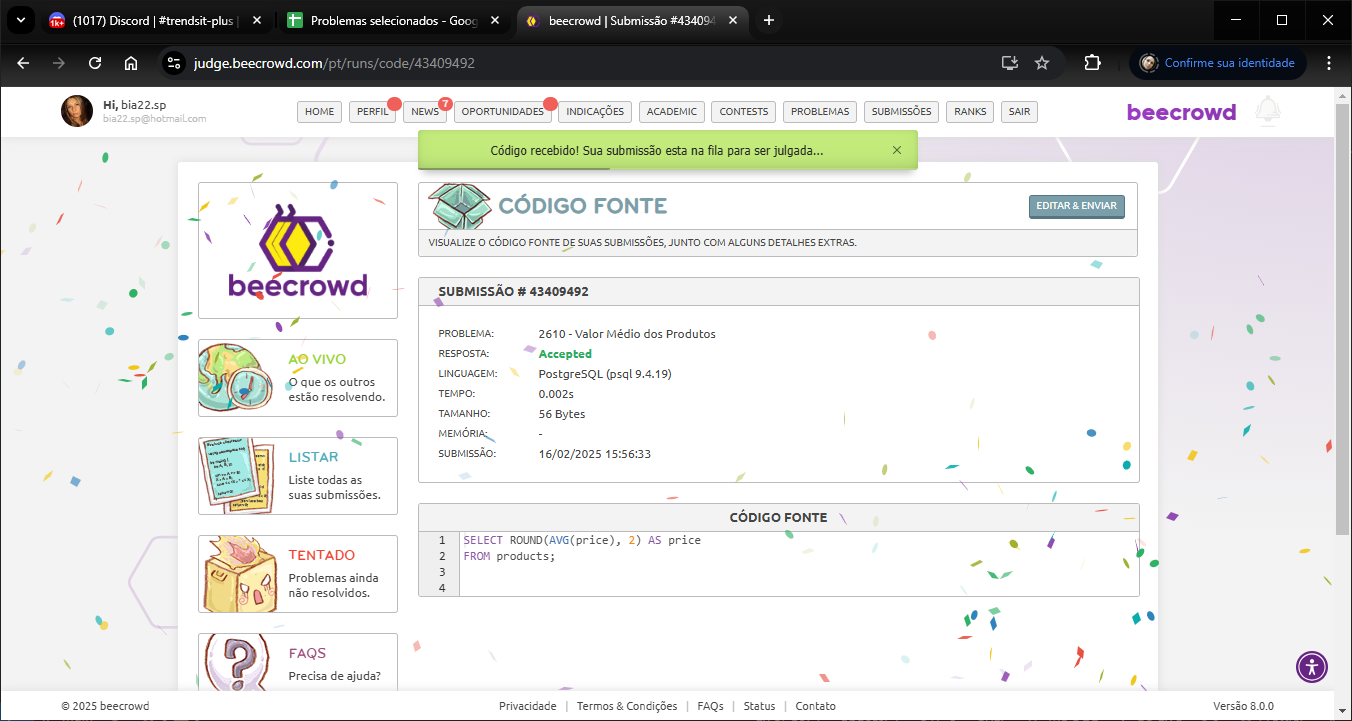 (1017) Discord | #trendsit-plus |
Problemas selecionados - Goog
beecrowd | Submissão #43409
judge.beecrowd.com/pt/runs/code/43409492
Confirme sua identidade
Hi, bia22.sp
bia22.sp@hotmail.com
HOME
PERFIL
NEWS
7
OPORTUNIDADES
INDICAÇÕES
ACADEMIC
CONTESTS
PROBLEMAS
SUBMISSÕES
RANKS
SAIR
beecrowd
Código recebido! Sua submissão esta na fila para ser julgada...
beecrowd
AO VIVO
O que os outros
estão resolvendo.
LISTAR
Liste todas as
suas submissões.
TENTADO
Problemas ainda
não resolvidos.
FAQS
Precisa de ajuda?
CÓDIGO FONTE
EDITAR & ENVIAR
VISUALIZE O CÓDIGO FONTE DE SUAS SUBMISSÕES, JUNTO COM ALGUNS DETALHES EXTRAS.
SUBMISSÃO # 43409492
PROBLEMA: 2610 - Valor Médio dos Produtos
RESPOSTA: Accepted
LINGUAGEM: PostgreSQL (psql 9.4.19)
TEMPO: 0.002s
TAMANHO: 56 Bytes
MEMÓRIA: -
SUBMISSÃO: 16/02/2025 15:56:33
CÓDIGO FONTE
1 SELECT ROUND(AVG(price), 2) AS price
2 FROM products;
3
4
© 2025 beecrowd
Privacidade | Termos & Condições | FAQs | Status | Contato
Versão 8.0.0